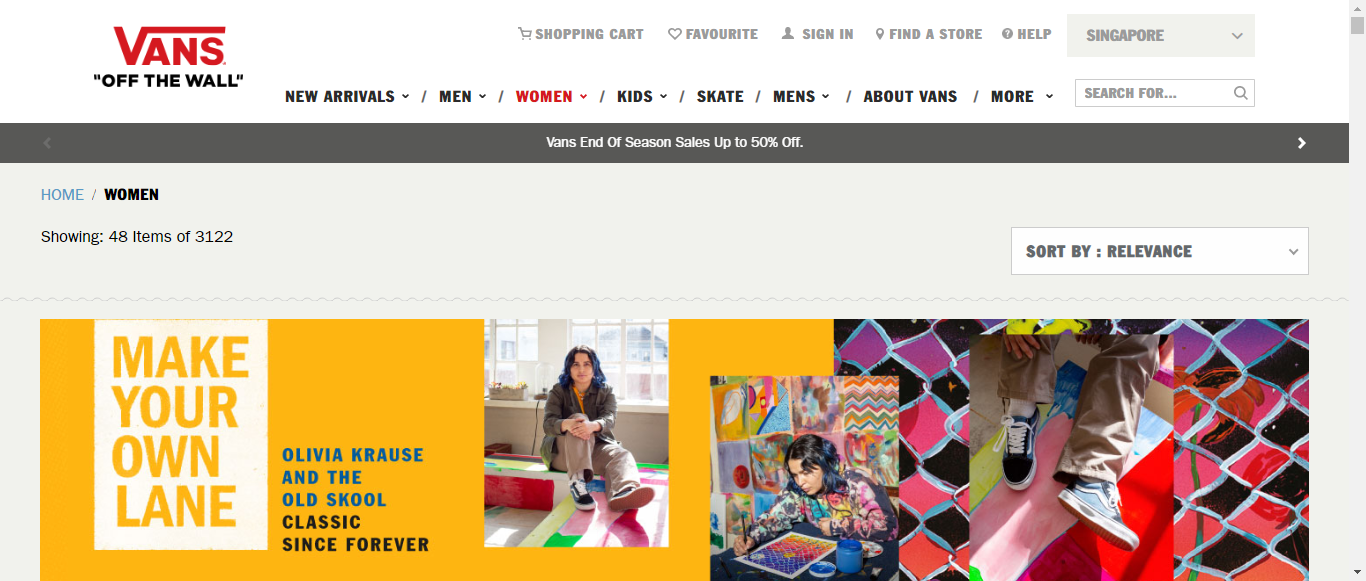 SHOPPING CART FAVOURITE SIGN IN FIND A STORE HELP SINGAPORE
VANS
"OFF THE WALL"
NEW ARRIVALS / MEN / WOMEN / KIDS / SKATE / MENS / ABOUT VANS / MORE SEARCH FOR...
Vans End Of Season Sales Up to 50% Off.
HOME / WOMEN
Showing: 48 Items of 3122
SORT BY : RELEVANCE
MAKE
YOUR
OWN
LANE
OLIVIA KRAUSE
AND THE
OLD SKOOL
CLASSIC
SINCE FOREVER